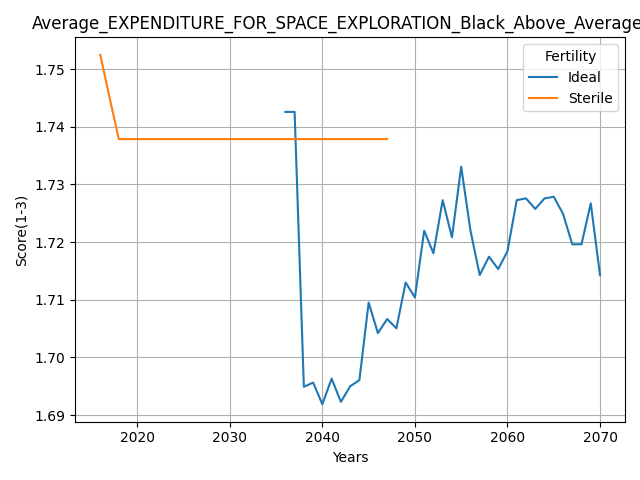 Average_EXPENDITURE_FOR_SPACE_EXPLORATION_Black_Above_Average
Fertility
Ideal
Sterile
1.75
1.74
1.73
1.72
1.71
1.70
1.69
Score(1-3)
2020 2030 2040 2050 2060 2070
Years